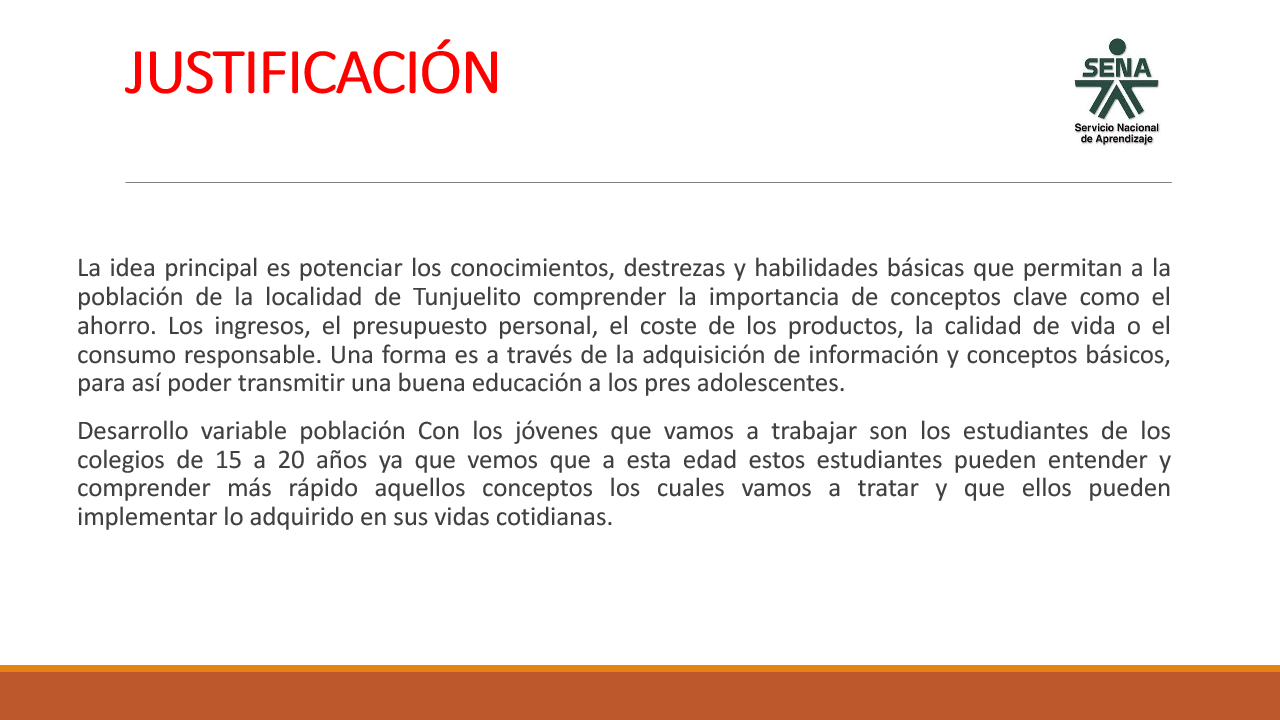 JUSTIFICACIÓN
SENA
Servicio Nacional
de Aprendizaje
La idea principal es potenciar los conocimientos, destrezas y habilidades básicas que permitan a la
población de la localidad de Tunjuelito comprender la importancia de conceptos clave como el
ahorro. Los ingresos, el presupuesto personal, el coste de los productos, la calidad de vida o el
consumo responsable. Una forma es a través de la adquisición de información y conceptos básicos,
para así poder transmitir una buena educación a los pres adolescentes.
Desarrollo variable población Con los jóvenes que vamos a trabajar son los estudiantes de los
colegios de 15 a 20 años ya que vemos que a esta edad estos estudiantes pueden entender y
comprender más rápido aquellos conceptos los cuales vamos a tratar y que ellos pueden
implementar lo adquirido en sus vidas cotidianas.